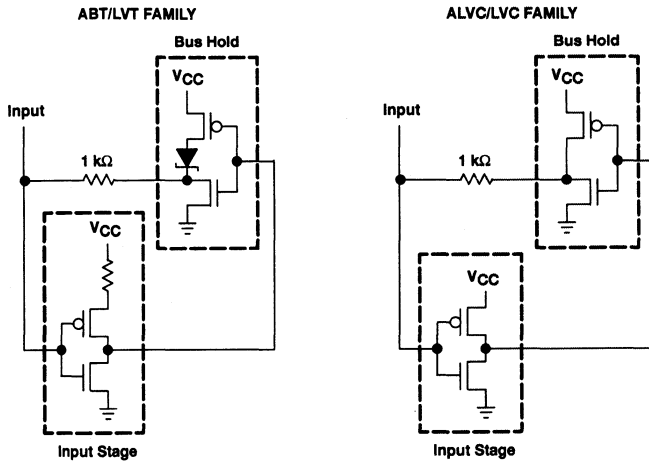 ABT/LVT FAMILY
Bus Hold
VCC
Input
1 kΩ
VCC
Input Stage
ALVC/LVC FAMILY
Bus Hold
VCC
Input
1 kΩ
VCC
Input Stage